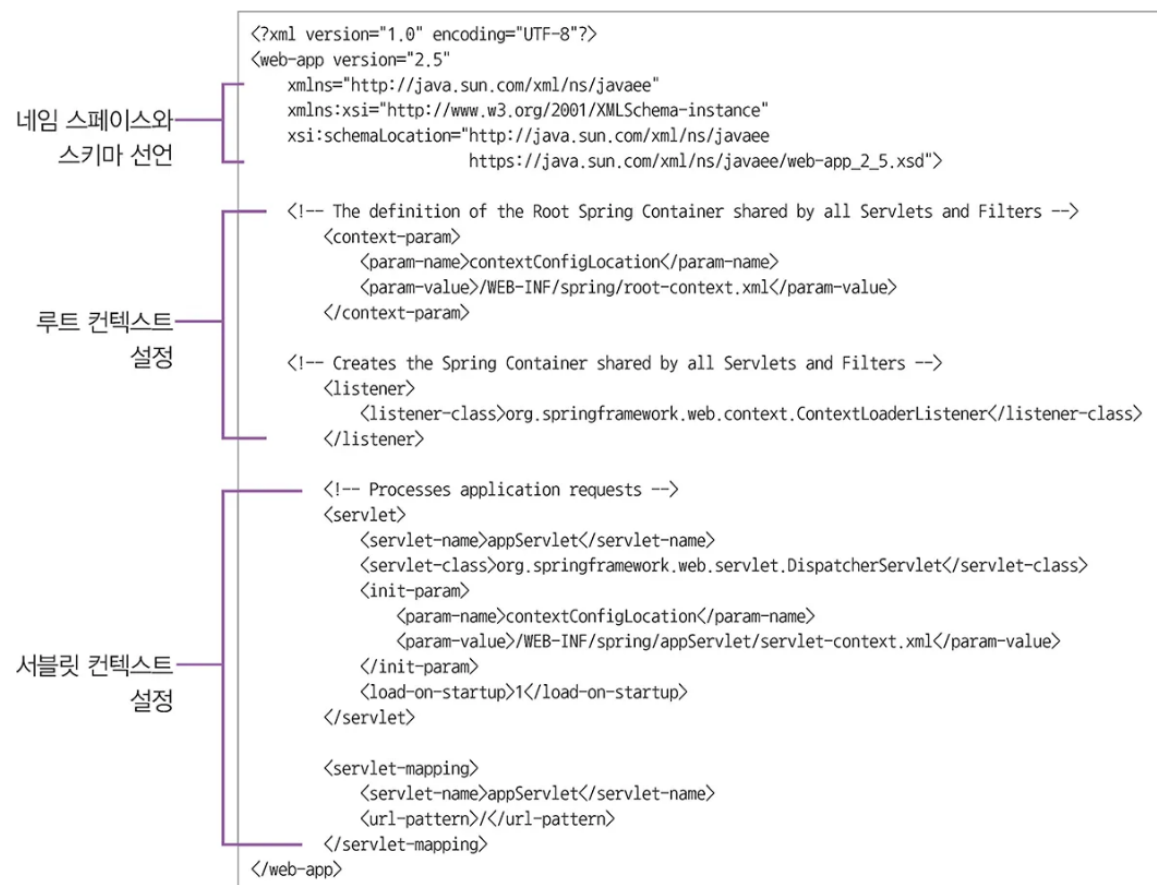 <?xml version="1.0" encoding="UTF-8"?>
<web-app version="2.5"
xmlns="http://java.sun.com/xml/ns/javaee"
xmlns:xsi="http://www.w3.org/2001/XMLSchema-instance"
xsi:schemaLocation="http://java.sun.com/xml/ns/javaee
https://java.sun.com/xml/ns/javaee/web-app_2_5.xsd">
네임 스페이스와
스키마 선언
<!-- The definition of the Root Spring Container shared by all Servlets and Filters -->
<context-param>
<param-name>contextConfigLocation</param-name>
<param-value>/WEB-INF/spring/root-context.xml</param-value>
</context-param>
<!-- Creates the Spring Container shared by all Servlets and Filters -->
<listener>
<listener-class>org.springframework.web.context.ContextLoaderListener</listener-class>
</listener>
루트 컨텍스트
설정
<!-- Processes application requests -->
<servlet>
<servlet-name>appServlet</servlet-name>
<servlet-class>org.springframework.web.servlet.DispatcherServlet</servlet-class>
<init-param>
<param-name>contextConfigLocation</param-name>
<param-value>/WEB-INF/spring/appServlet/servlet-context.xml</param-value>
</init-param>
<load-on-startup>1</load-on-startup>
</servlet>
<servlet-mapping>
<servlet-name>appServlet</servlet-name>
<url-pattern>/</url-pattern>
</servlet-mapping>
</web-app>
서블릿 컨텍스트
설정